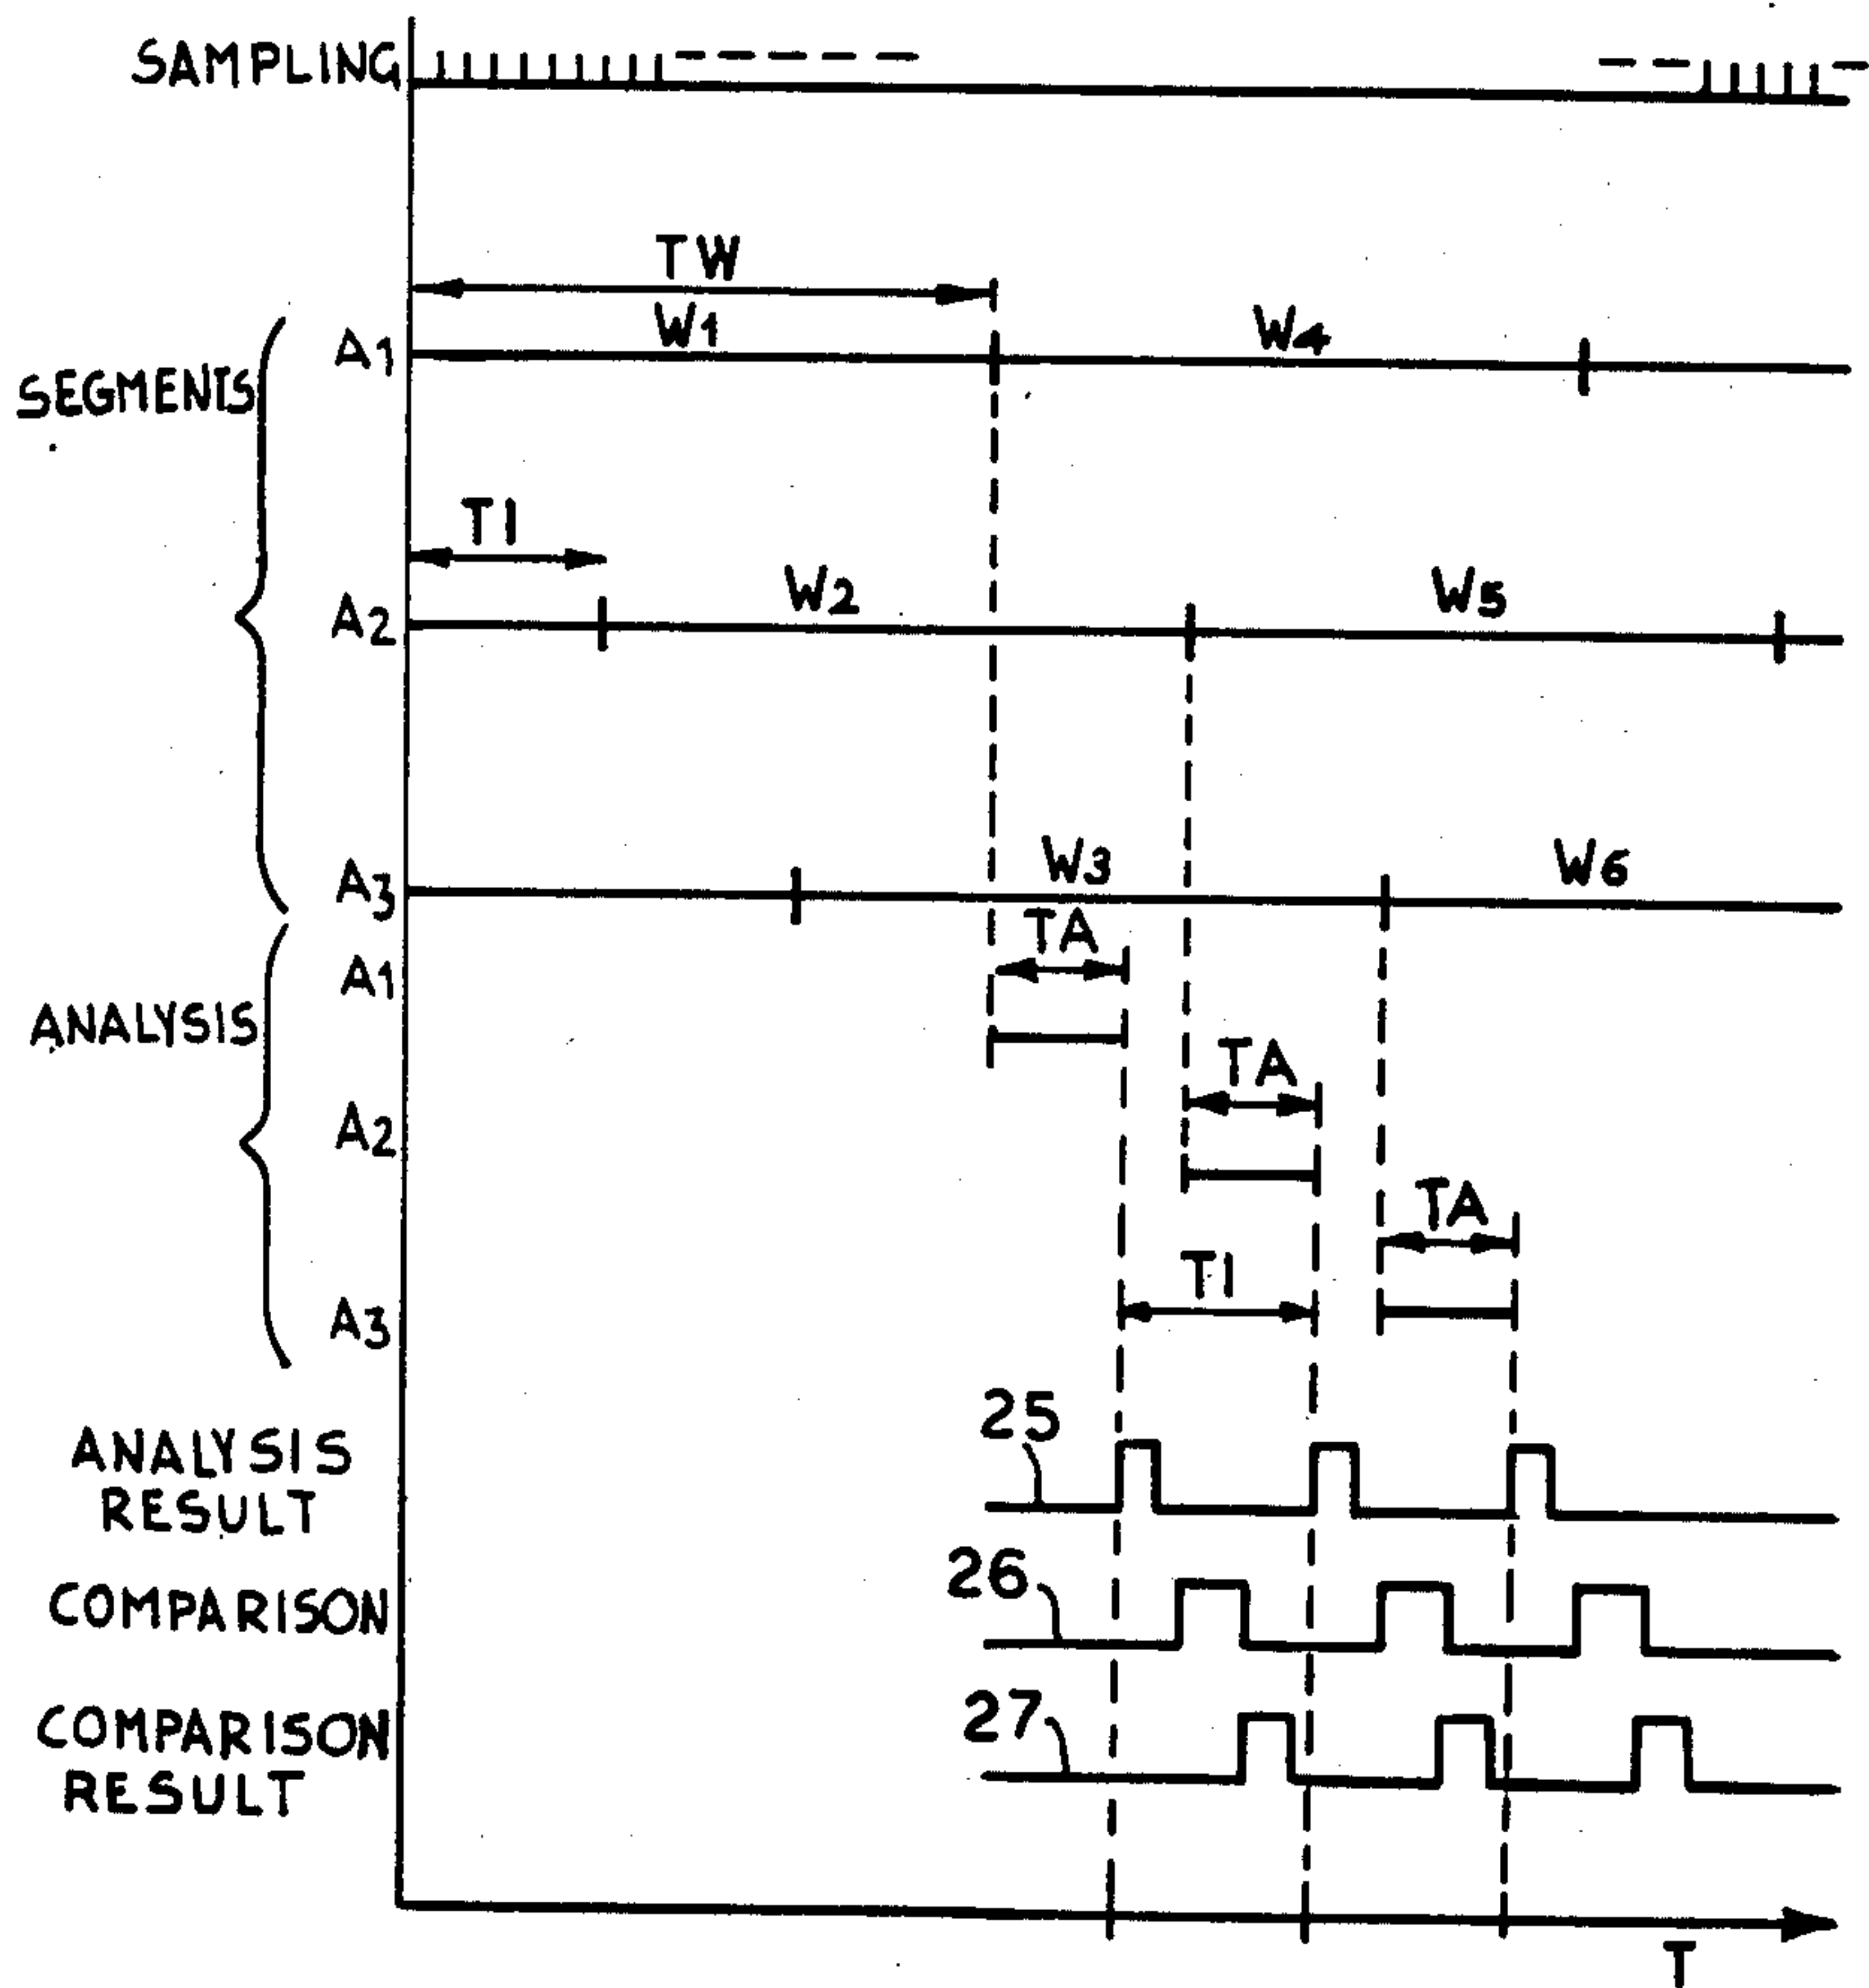 SAMPLING
TW
W1
W4
A1
SEGMENTS
T1
W2
W5
A2
W3
W6
A3
TA
A1
ANALYSIS
TA
A2
TA
T1
A3
25
ANALYSIS
RESULT
26
COMPARISON
27
COMPARISON
RESULT
T